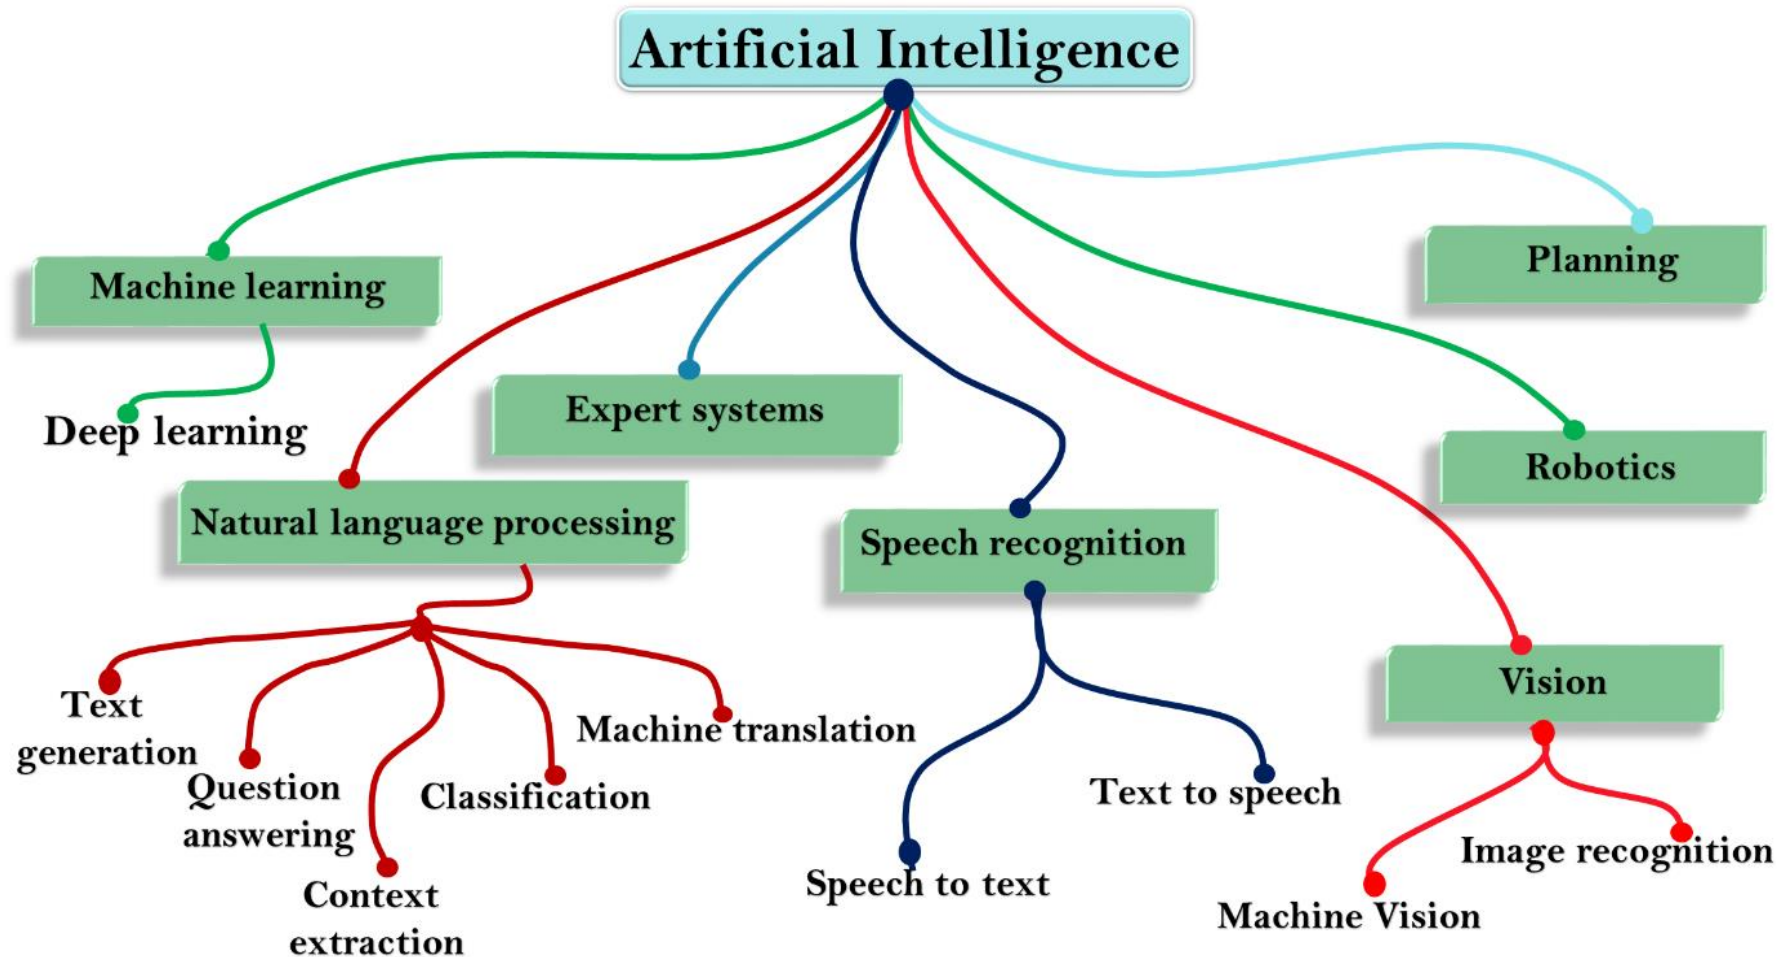 Artificial Intelligence
Planning
Machine learning
Expert systems
Deep learning
Robotics
Natural language processing
Speech recognition
Vision
Text
generation
Machine translation
Question
answering
Classification
Text to speech
Image recognition
Context
extraction
Speech to text
Machine Vision